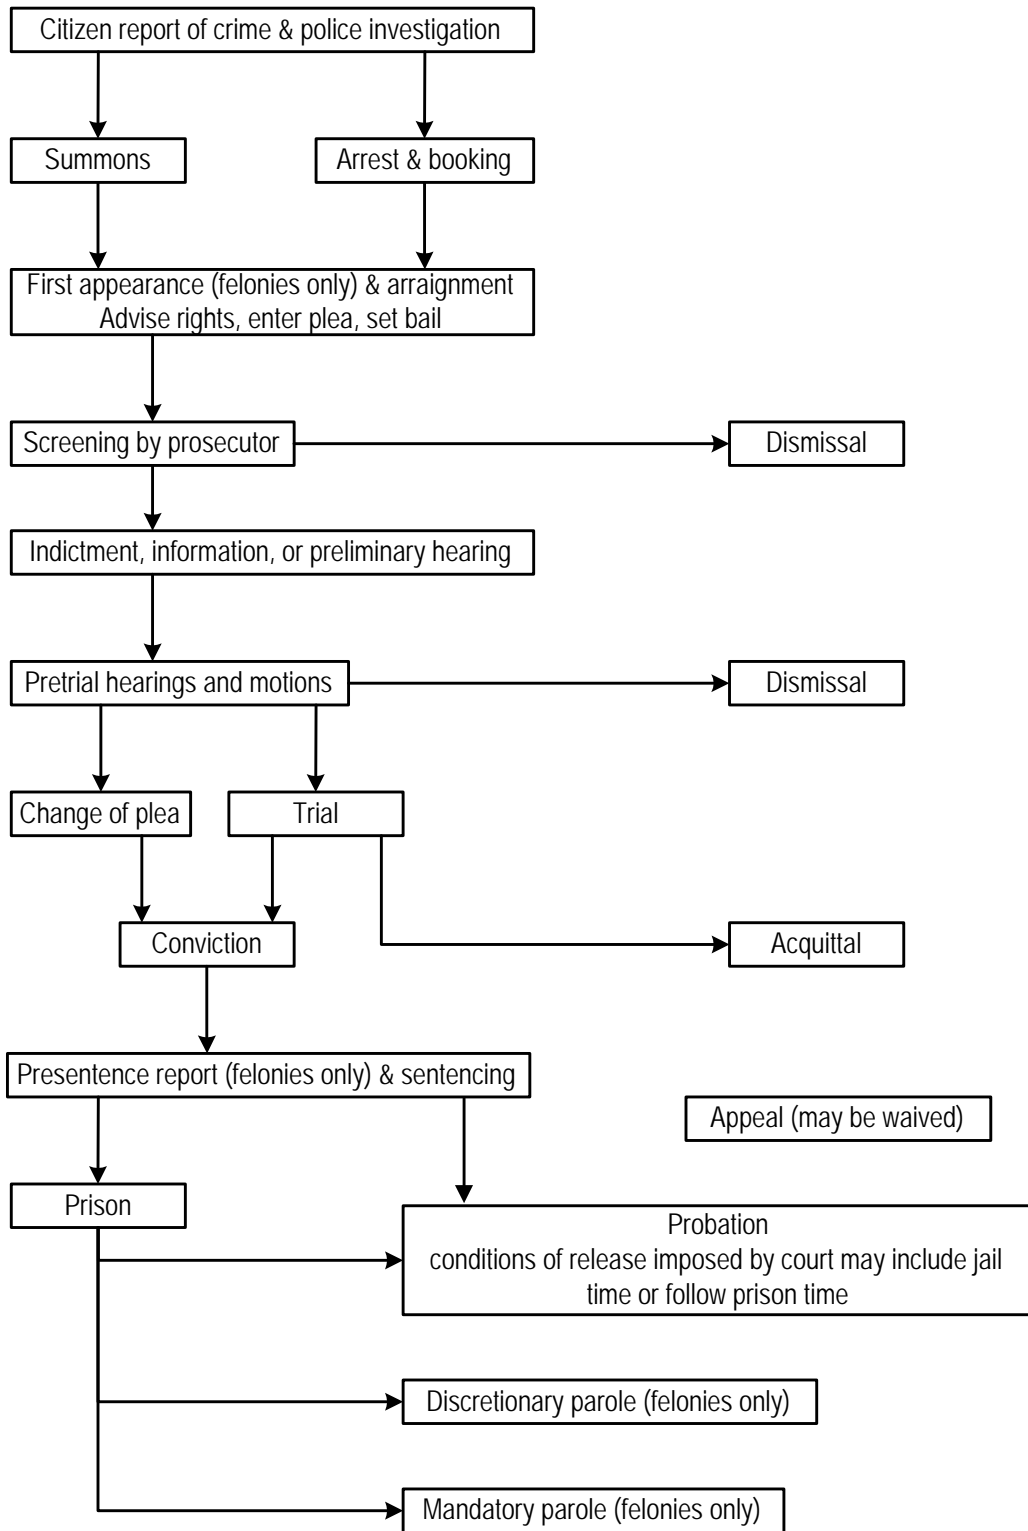 Citizen report of crime & police investigation
Summons
Arrest & booking
First appearance (felonies only) & arraignment
Advise rights, enter plea, set bail
Screening by prosecutor
Dismissal
Indictment, information, or preliminary hearing
Pretrial hearings and motions
Dismissal
Change of plea
Trial
Conviction
Acquittal
Presentence report (felonies only) & sentencing
Appeal (may be waived)
Prison
Probation
conditions of release imposed by court may include jail
time or follow prison time
Discretionary parole (felonies only)
Mandatory parole (felonies only)